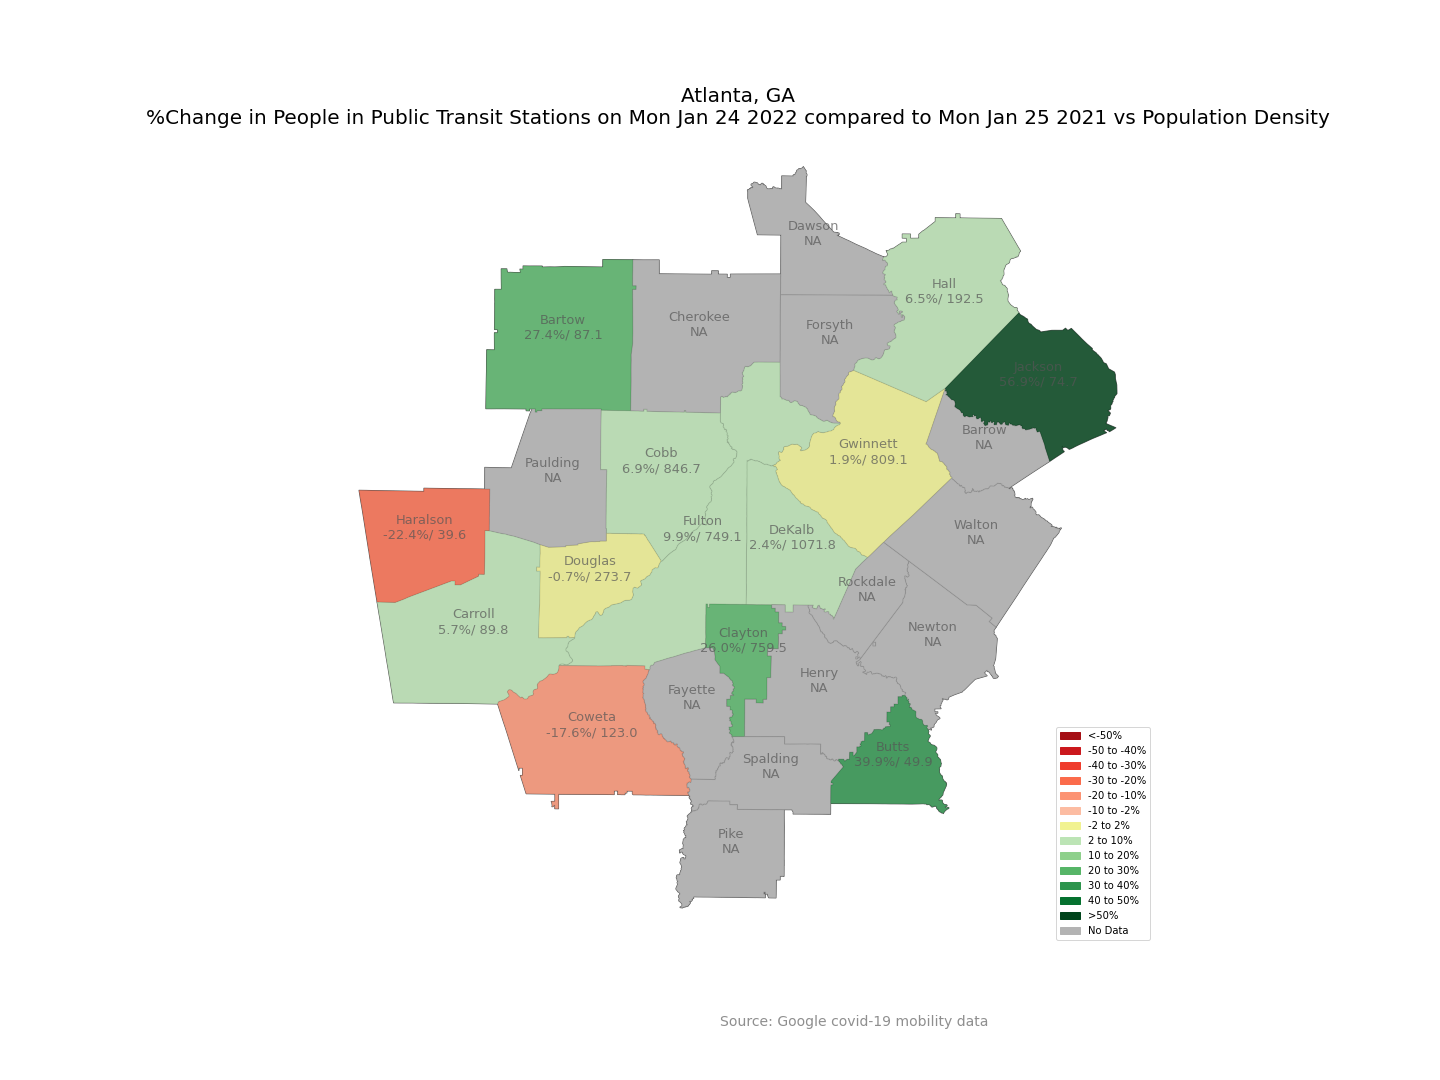 Atlanta, GA
%Change in People in Public Transit Stations on Mon Jan 24 2022 compared to Mon Jan 25 2021 vs Population Density
Dawson
NA
Hall
6.5%/ 192.5
Bartow
27.4%/ 87.1
Cherokee
NA
Forsyth
NA
Jackson
56.9%/ 74.7
Barrow
NA
Gwinnett
1.9%/ 809.1
Cobb
6.9%/ 846.7
Paulding
NA
Haralson
-22.4%/ 39.6
Fulton
9.9%/ 749.1
DeKalb
2.4%/ 1071.8
Walton
NA
Douglas
-0.7%/ 273.7
Rockdale
NA
Carroll
5.7%/ 89.8
Clayton
26.0%/ 759.5
Newton
NA
Henry
NA
Fayette
NA
Coweta
-17.6%/ 123.0
Butts
39.9%/ 49.9
Spalding
NA
Pike
NA
<-50%
-50 to -40%
-40 to -30%
-30 to -20%
-20 to -10%
-10 to -2%
-2 to 2%
2 to 10%
10 to 20%
20 to 30%
30 to 40%
40 to 50%
>50%
No Data
Source: Google covid-19 mobility data